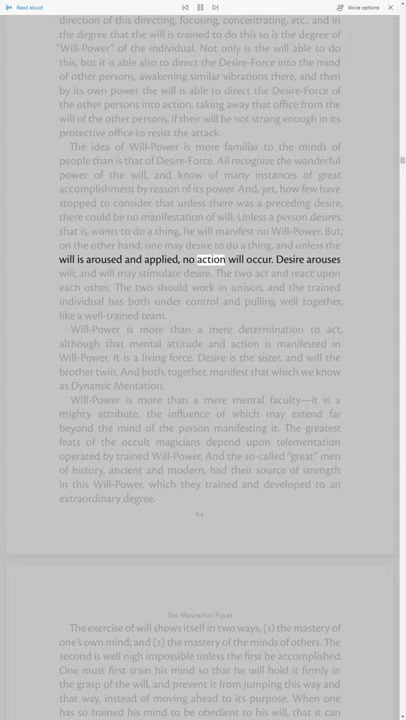 Read aloud
Voice options
direction of this directing, focusing, concentrating, etc., and in
the degree that the will is trained to do this so is the degree of
“Will-Power” of the individual. Not only is the will able to do
this, but it is able also to direct the Desire-Force into the mind
of other persons, awakening similar vibrations there, and then
by its own power the will is able to direct the Desire-Force of
the other persons into action, taking away that office from the
will of the other persons, if their will be not strong enough in its
protective office to resist the attack.
The idea of Will-Power is more familiar to the minds of
people than is that of Desire-Force. All recognize the wonderful
power of the will, and know of many instances of great
accomplishment by reason of its power. And, yet, how few have
stopped to consider that unless there was a preceding desire,
there could be no manifestation of will. Unless a person desires,
that is, wants to do a thing, he will manifest no Will-Power. But,
on the other hand, one may desire to do a thing, and unless the
will is aroused and applied, no action will occur. Desire arouses
will; and will may stimulate desire. The two act and react upon
each other. The two should work in unison, and the trained
individual has both under control and pulling well together,
like a well-trained team.
Will-Power is more than a mere determination to act,
although that mental attitude and action is manifested in
Will-Power. It is a living force. Desire is the sister, and will the
brother twin. And both, together, manifest that which we know
as Dynamic Mentation.
Will-Power is more than a mere mental faculty—it is a
mighty attribute, the influence of which may extend far
beyond the mind of the person manifesting it. The greatest
feats of the occult magicians depend upon telementation
operated by trained Will-Power. And the so-called “great” men
of history, ancient and modern, had their source of strength
in this Will-Power, which they trained and developed to an
extraordinary degree.
The Mentative Poles
The exercise of will shows itself in two ways, (1) the mastery of
one’s own mind; and (2) the mastery of the minds of others. The
second is well nigh impossible unless the first be accomplished.
One must first train his mind so that he will hold it firmly in
the grasp of the will, and prevent it from jumping this way and
that way, instead of moving ahead to its purpose. When one
has so trained his mind to be obedient to his will, that it can